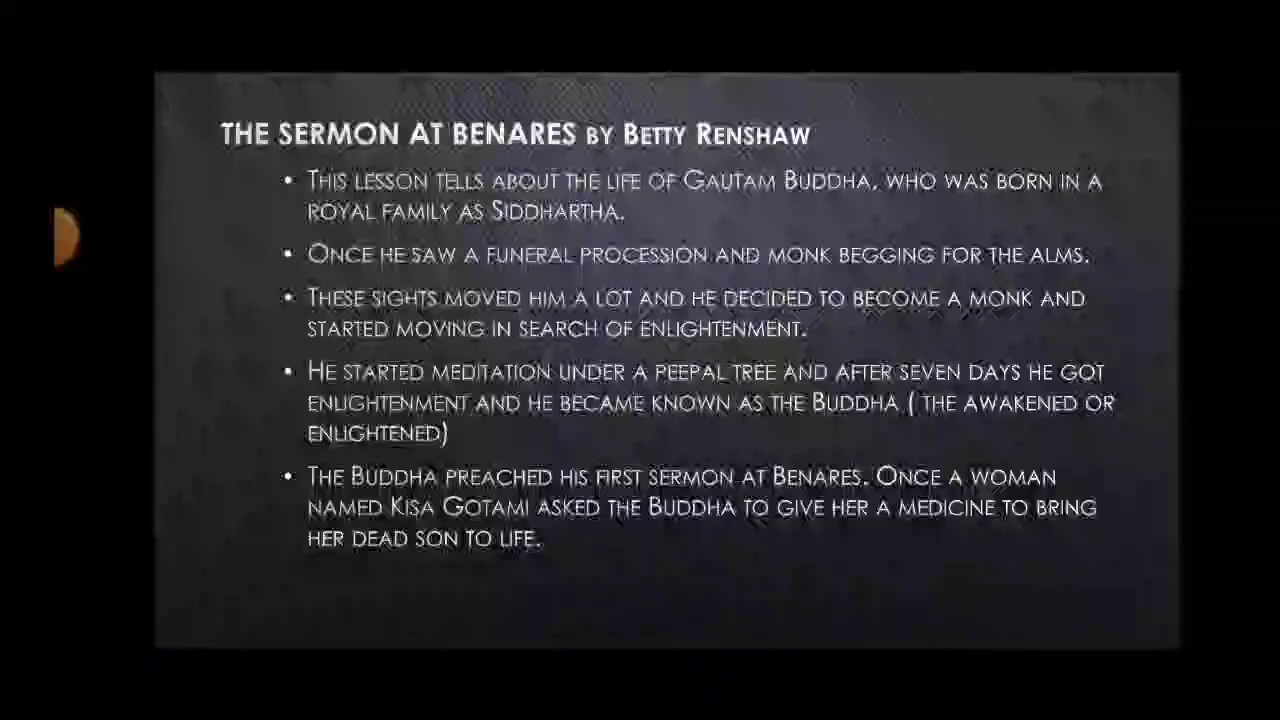 THE SERMON AT BENARES BY BETTY RENSHAW
• THIS LESSON TELLS ABOUT THE LIFE OF GAUTAM BUDDHA, WHO WAS BORN IN A
ROYAL FAMILY AS SIDDHARTHA.
• ONCE HE SAW A FUNERAL PROCESSION AND MONK BEGGING FOR THE ALMS.
• THESE SIGHTS MOVED HIM A LOT AND HE DECIDED TO BECOME A MONK AND
STARTED MOVING IN SEARCH OF ENLIGHTENMENT.
• HE STARTED MEDITATION UNDER A PEEPAL TREE AND AFTER SEVEN DAYS HE GOT
ENLIGHTENMENT AND HE BECAME KNOWN AS THE BUDDHA ( THE AWAKENED OR
ENLIGHTENED)
• THE BUDDHA PREACHED HIS FIRST SERMON AT BENARES. ONCE A WOMAN
NAMED KISA GOTAMI ASKED THE BUDDHA TO GIVE HER A MEDICINE TO BRING
HER DEAD SON TO LIFE.